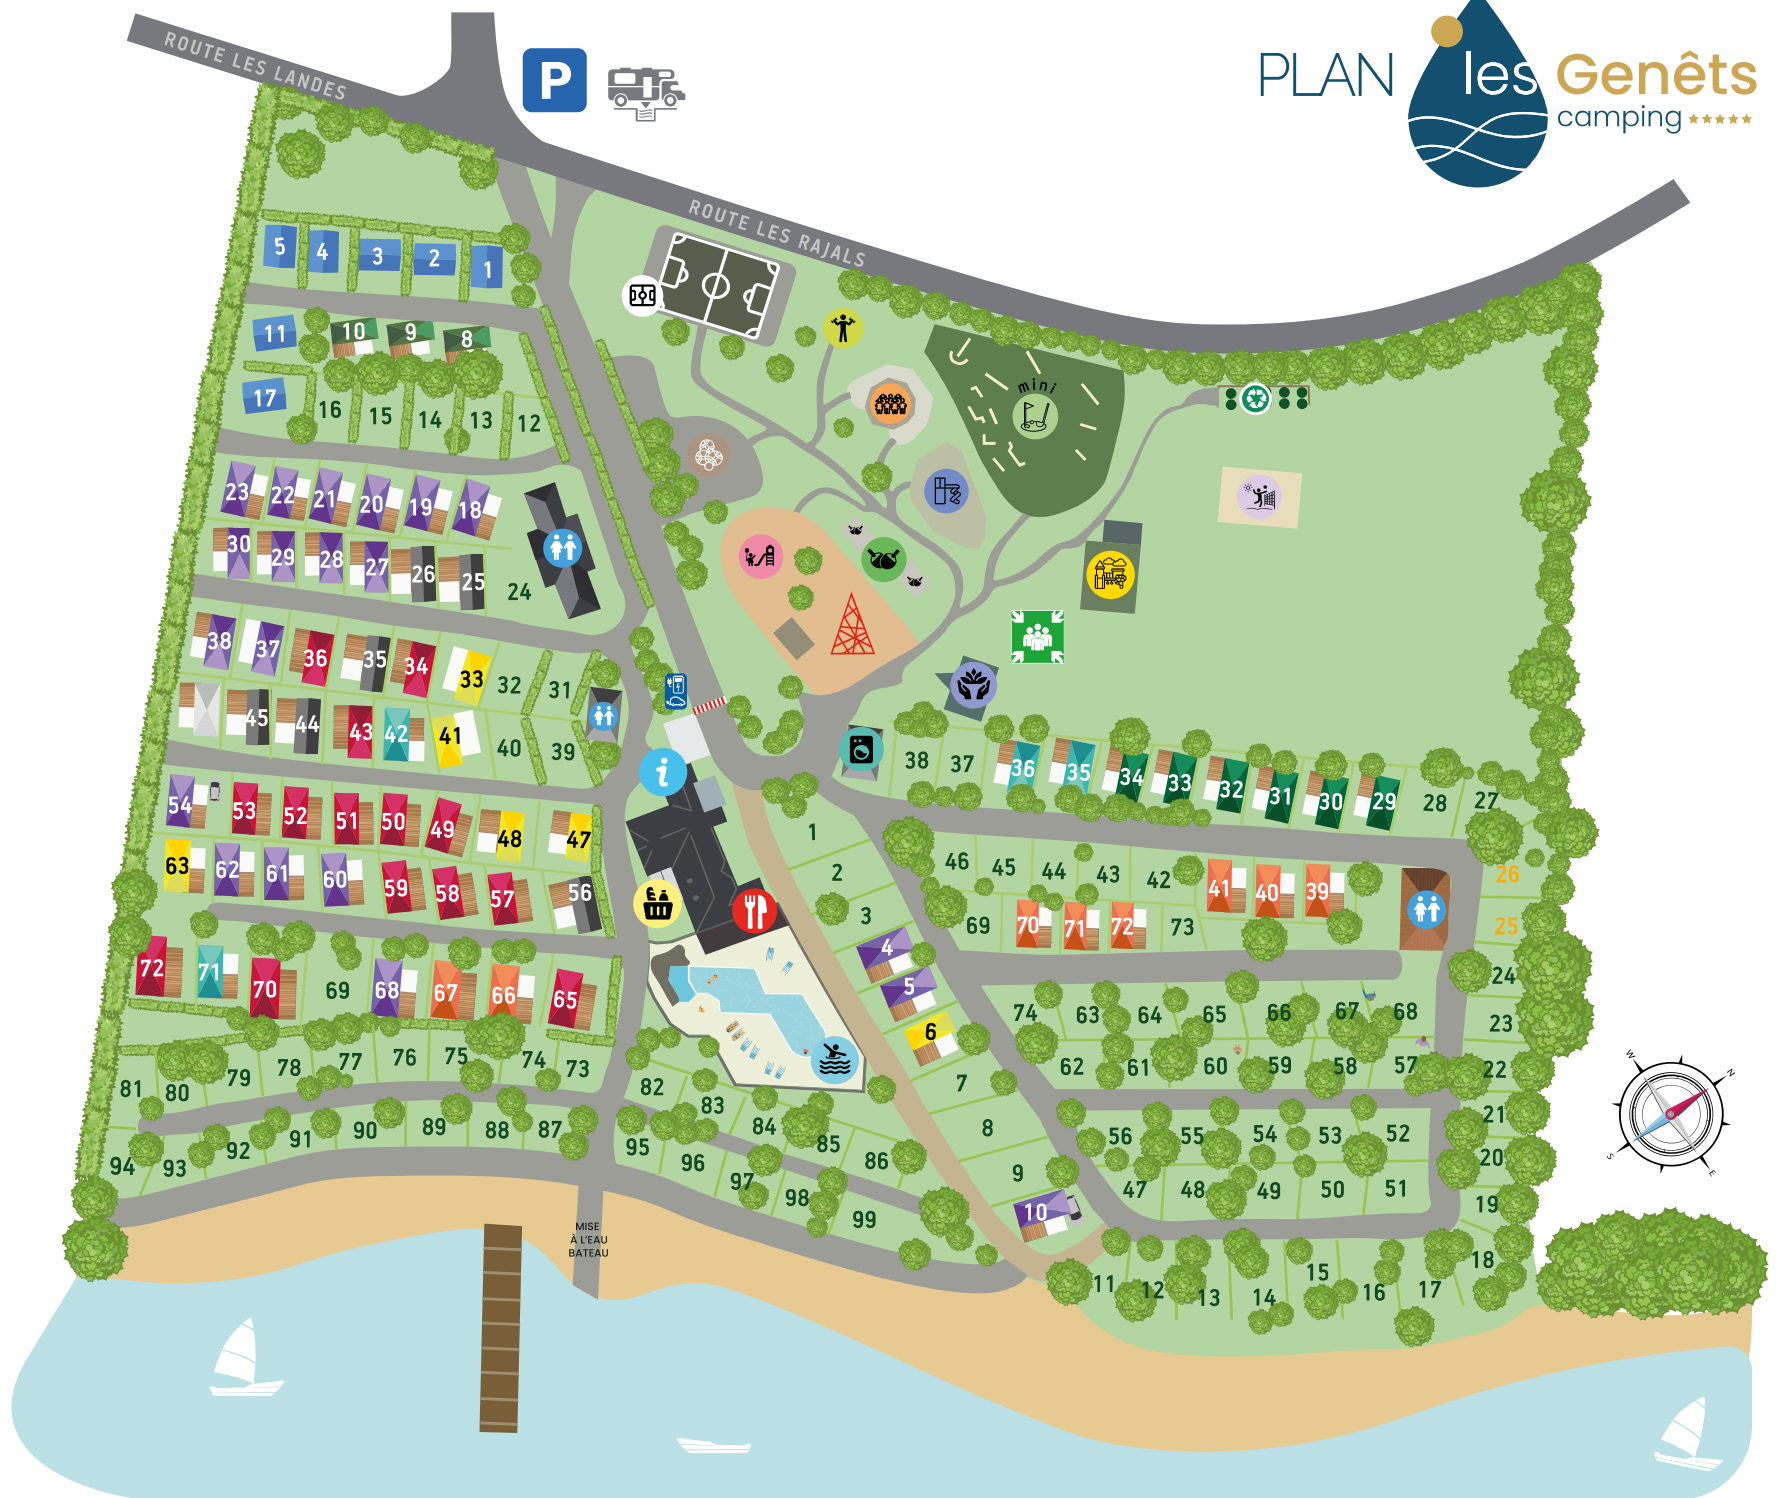 ROUTE LES LANDES
P
PLAN les Genêts
camping
ROUTE LES RAJALS
5 4 3 2 1
11 10 9 8
mini
17 16 15 14 13 12
23 22 21 20 19 18
30 29 28 27 26 25 24
38 37 36 35 34 33 32 31
45 44 43 42 41 40 39
i
38 37 36 35 34 33 32 31 30 29 28 27
54 53 52 51 50 49 48 47
1
63 62 61 60 59 58 57 56
2
46 45 44 43 42 41 40 39 26
3
69 70 71 72 73 25
72 71 70 69 68 67 66 65
4
5
24
6
74 63 64 65 66 67 68 23
81 80 79 78 77 76 75 74 73
62 61 60 59 58 57 22
7
82 83 84 85 86
8
94 93 92 91 90 89 88 87
56 55 54 53 52 21
95 96 97 98 99
9
20
47 48 49 50 51 19
10
MISE
À L'EAU
BATEAU
11 12 13 14 15 16 17 18
W N
S E